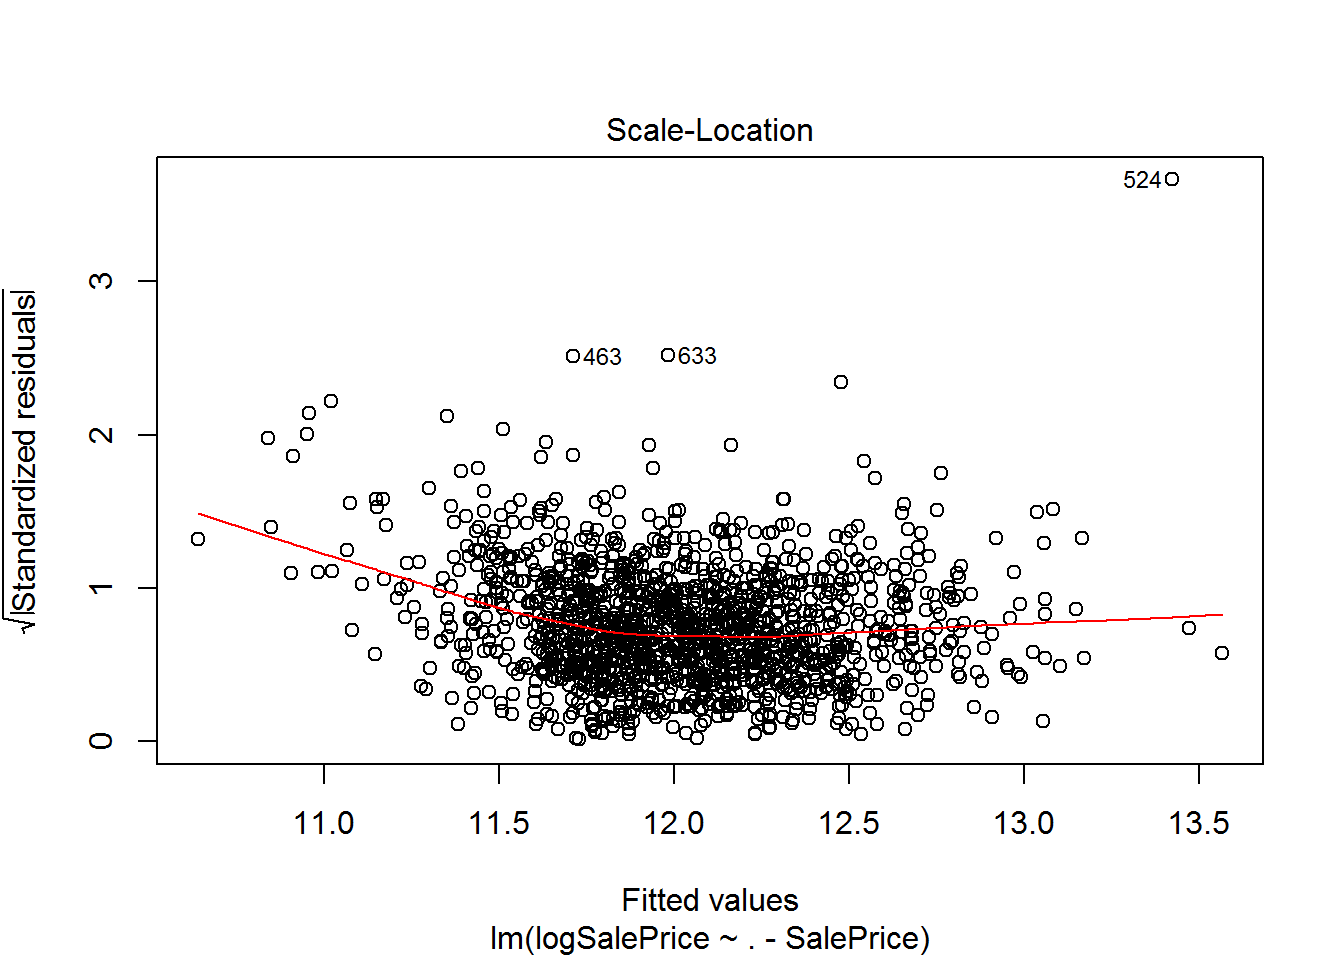 Scale-Location
524
3
463
633
2
1
0
√|Standardized residuals|
11.0 11.5 12.0 12.5 13.0 13.5
Fitted values
lm(logSalePrice ~ . - SalePrice)